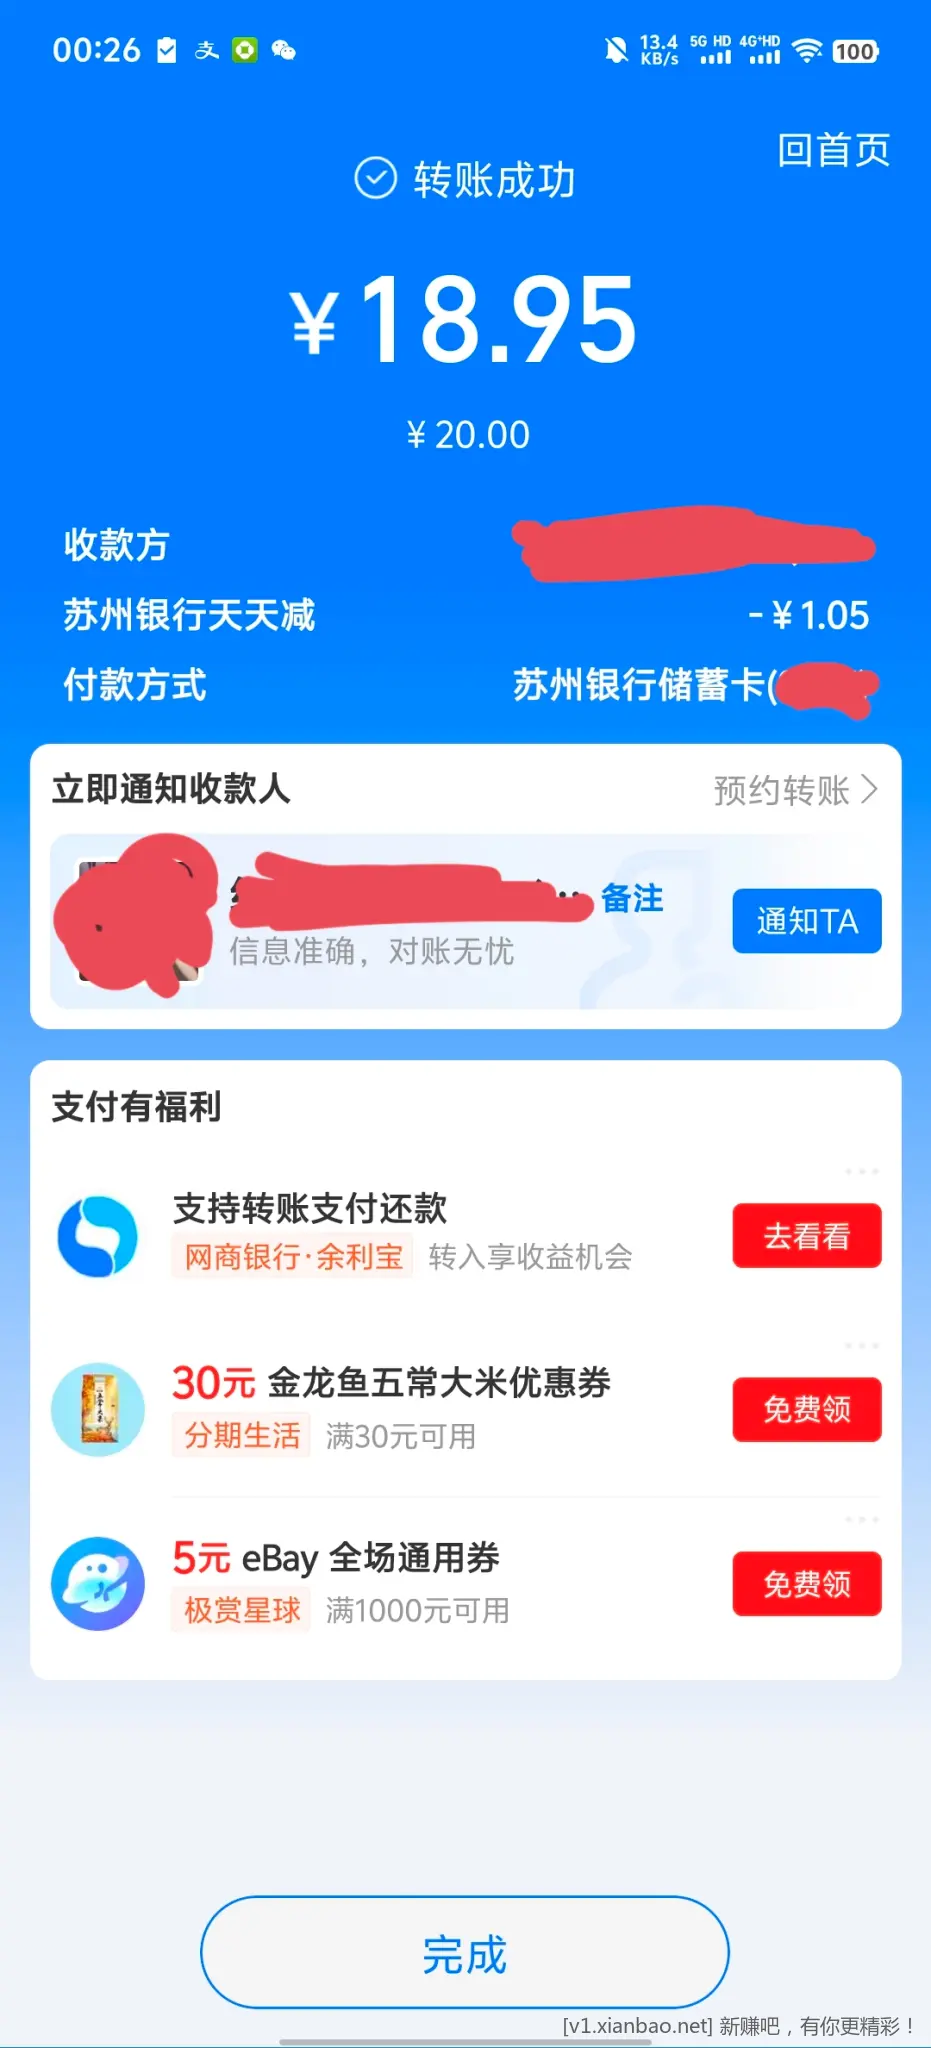 00:26 支 13.4 KB/s 5G HD 4G+HD 100
回首页
转账成功
¥18.95
¥20.00
收款方
苏州银行天天减 -¥1.05
付款方式 苏州银行储蓄卡(
立即通知收款人 预约转账
备注
信息准确，对账无忧
通知TA
支付有福利
支持转账支付还款
网商银行·余利宝 转入享收益机会
去看看
30元 金龙鱼五常大米优惠券
分期生活 满30元可用
免费领
5元 eBay 全场通用券
极赏星球 满1000元可用
免费领
完成
[v1.xianbao.net] 新赚吧，有你更精彩！